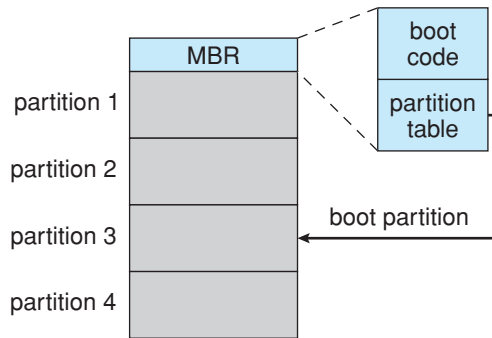 MBR
boot
code
partition
table
partition 1
partition 2
boot partition
partition 3
partition 4